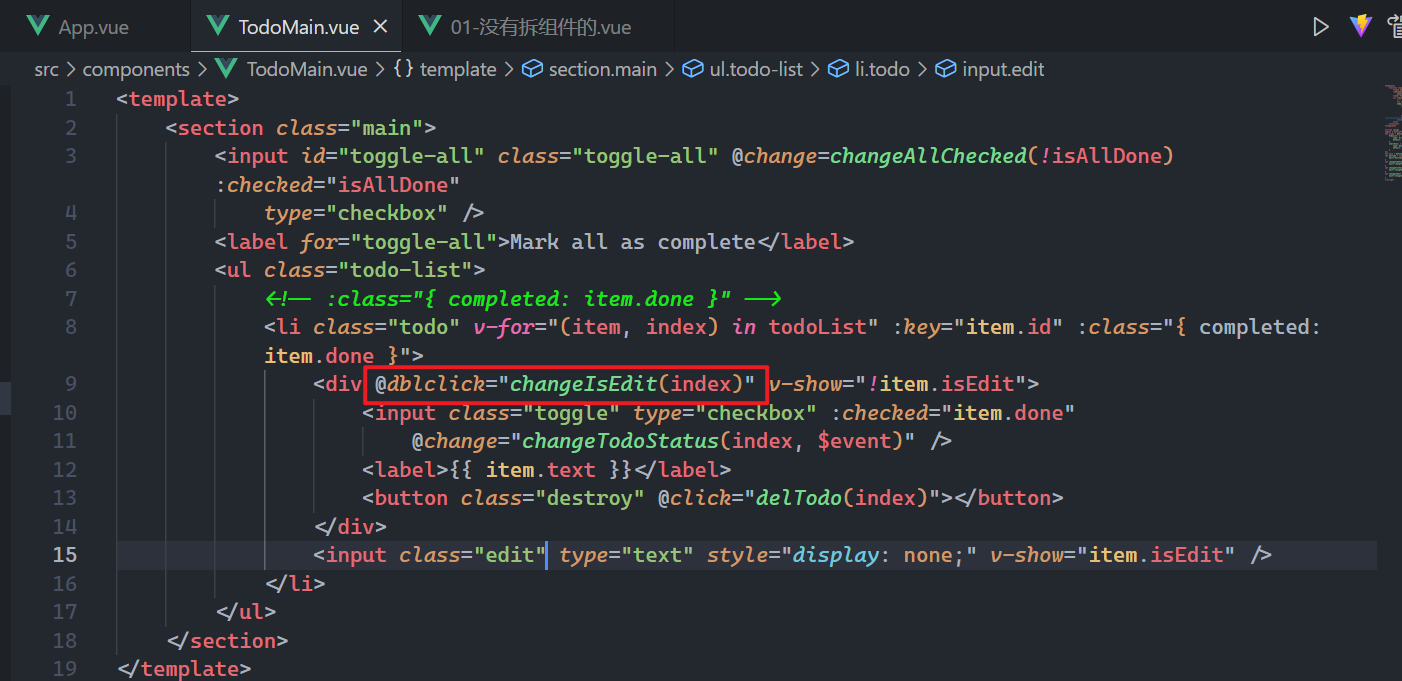 App.vue TodoMain.vue 01-没有拆组件的.vue
src > components > TodoMain.vue > {} template > section.main > ul.todo-list > li.todo > input.edit
1 <template>
2 <section class="main">
3 <input id="toggle-all" class="toggle-all" @change=changeAllChecked(!isAllDone)
:checked="isAllDone"
4 type="checkbox" />
5 <label for="toggle-all">Mark all as complete</label>
6 <ul class="todo-list">
7 <!-- :class="{ completed: item.done }" -->
8 <li class="todo" v-for="(item, index) in todoList" :key="item.id" :class="{ completed:
item.done }">
9 <div @dblclick="changeIsEdit(index)" v-show="!item.isEdit">
10 <input class="toggle" type="checkbox" :checked="item.done"
11 @change="changeTodoStatus(index, $event)" />
12 <label>{{ item.text }}</label>
13 <button class="destroy" @click="delTodo(index)"></button>
14 </div>
15 <input class="edit" type="text" style="display: none;" v-show="item.isEdit" />
16 </li>
17 </ul>
18 </section>
19 </template>